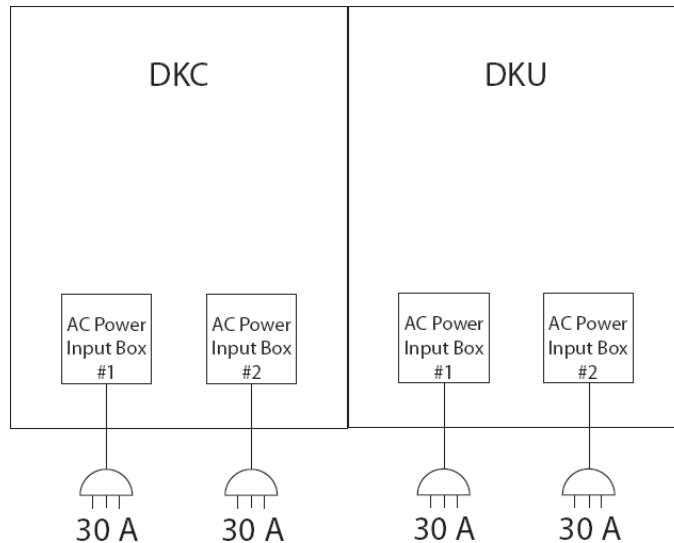 DKC
DKU
AC Power
Input Box
#1
AC Power
Input Box
#2
AC Power
Input Box
#1
AC Power
Input Box
#2
30 A
30 A
30 A
30 A